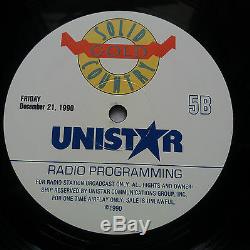 SOLID
GOLD
COUNTRY
FRIDAY
December 21, 1990
5B
UNISTAR
RADIO PROGRAMMING
FOR RADIO STATION BROADCAST ONLY. ALL RIGHTS AND OWNER-
SHIP RESERVED BY UNISTAR COMMUNICATIONS GROUP, INC.
FOR ONE TIME AIRPLAY ONLY. SALE IS UNLAWFUL.
©1990